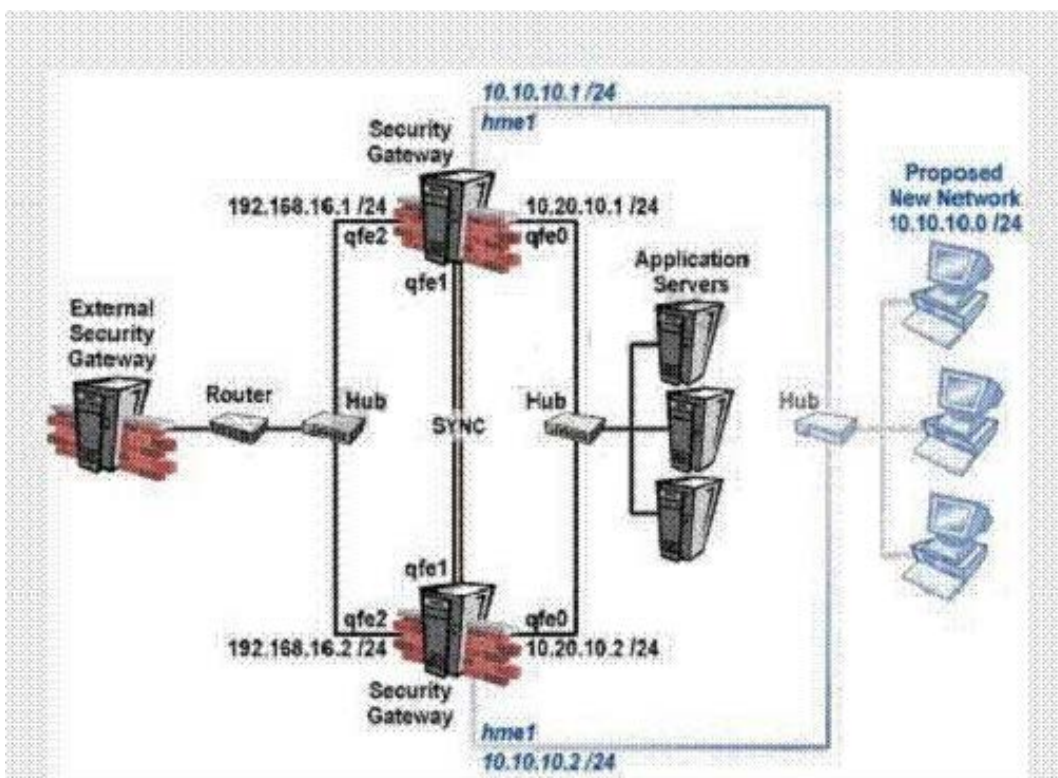 10.10.10.1 /24
hme1
Security
Gateway
Proposed
New Network
10.10.10.0 /24
192.168.16.1 /24
10.20.10.1 /24
qfe2
qfe0
qfe1
Application
Servers
External
Security
Gateway
Router
Hub
SYNC
Hub
Hub
qfe1
qfe2
qfe0
192.168.16.2 /24
10.20.10.2 /24
Security
Gateway
hme1
10.10.10.2 /24